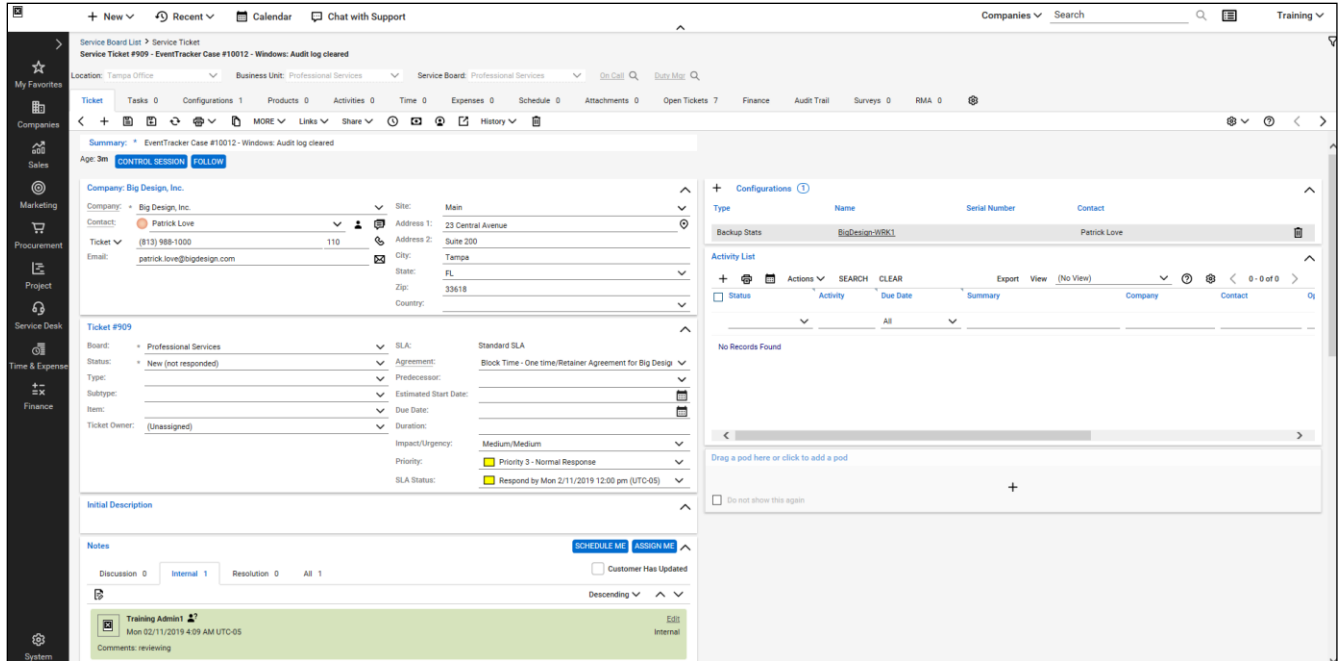 + New Recent Calendar Chat with Support Companies Search Training
Service Board List > Service Ticket
Service Ticket #909 - EventTracker Case #10012 - Windows: Audit log cleared
Location: Tampa Office Business Unit: Professional Services Service Board: Professional Services On Call Duty Mgr
Ticket Tasks 0 Configurations 1 Products 0 Activities 0 Time 0 Expenses 0 Schedule 0 Attachments 0 Open Tickets 7 Finance Audit Trail Surveys 0 RMA 0
MORE Links Share History
Summary: * EventTracker Case #10012 - Windows: Audit log cleared
Age: 3m CONTROL SESSION FOLLOW
My Favorites
Companies
Sales
Marketing
Procurement
Project
Service Desk
Time & Expense
Finance
System
Company: Big Design, Inc.
Company: * Big Design, Inc.
Contact: Patrick Love
Ticket (813) 988-1000 110
Email: patrick.love@bigdesign.com
Site: Main
Address 1: 23 Central Avenue
Address 2: Suite 200
City: Tampa
State: FL
Zip: 33618
Country:
Ticket #909
Board: * Professional Services
Status: * New (not responded)
Type:
Subtype:
Item:
Ticket Owner: (Unassigned)
SLA: Standard SLA
Agreement: Block Time - One time/Retainer Agreement for Big Desig
Predecessor:
Estimated Start Date:
Due Date:
Duration:
Impact/Urgency: Medium/Medium
Priority: Priority 3 - Normal Response
SLA Status: Respond by Mon 2/11/2019 12:00 pm (UTC-05)
Initial Description
Notes SCHEDULE ME ASSIGN ME
Discussion 0 Internal 1 Resolution 0 All 1 Customer Has Updated
Descending
Training Admin1 Edit
Mon 02/11/2019 4:09 AM UTC-05 Internal
Comments: reviewing
+ Configurations 1
Type Name Serial Number Contact
Backup Stats BigDesign-WRK1 Patrick Love
Activity List
+ Actions SEARCH CLEAR Export View (No View) 0 - 0 of 0
Status Activity Due Date Summary Company Contact Op
All
No Records Found
Drag a pod here or click to add a pod
+
Do not show this again